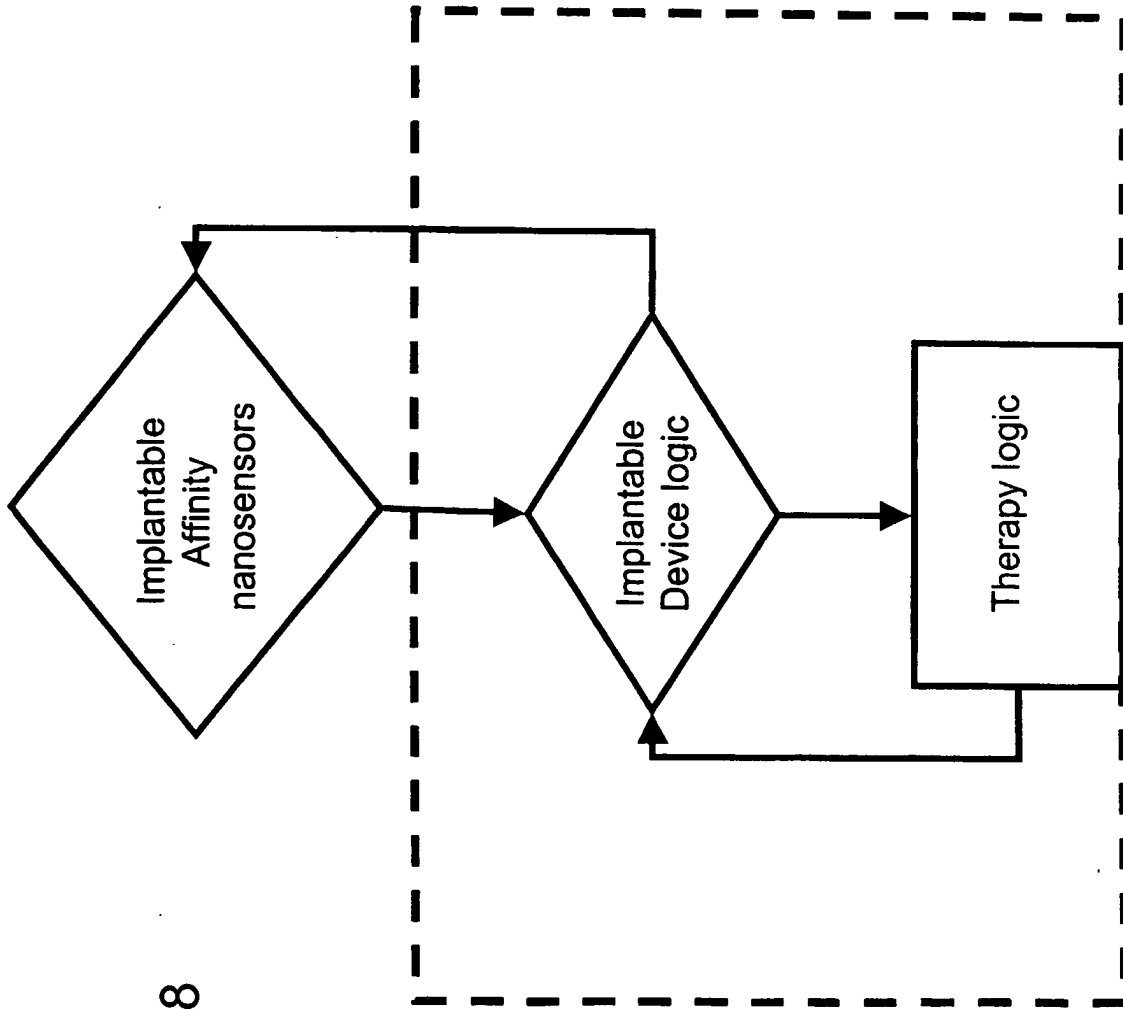 8
Implantable
Affinity
nanosensors
Implantable
Device logic
Therapy logic